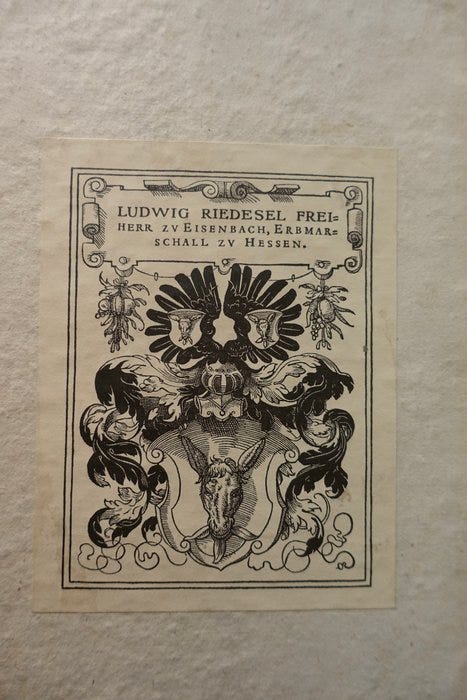 LUDWIG RIEDESEL FREI=
HERR ZV EISENBACH, ERBMAR=
SCHALL ZV HESSEN.